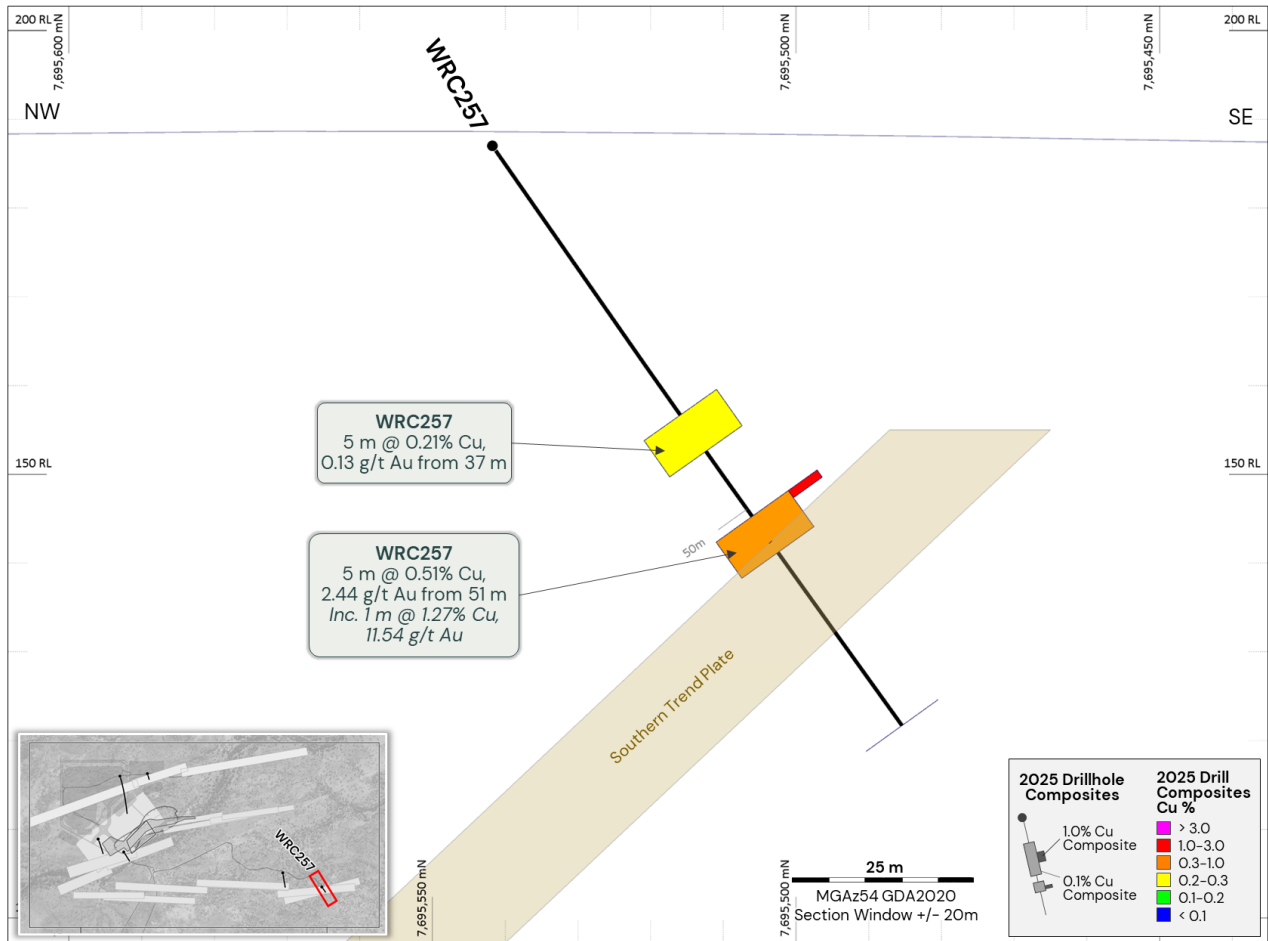 200 RL
7,695,600 mN
7,695,500 mN
7,695,450 mN
200 RL
NW
SE
WRC257
WRC257
5 m @ 0.21% Cu,
0.13 g/t Au from 37 m
150 RL
150 RL
50m
WRC257
5 m @ 0.51% Cu,
2.44 g/t Au from 51 m
Inc. 1 m @ 1.27% Cu,
11.54 g/t Au
Southern Trend Plate
WRC257
7,695,550 mN
7,695,500 mN
25 m
MGAz54 GDA2020
Section Window +/- 20m
2025 Drillhole
Composites
1.0% Cu
Composite
0.1% Cu
Composite
2025 Drill
Composites
Cu %
> 3.0
1.0-3.0
0.3-1.0
0.2-0.3
0.1-0.2
< 0.1